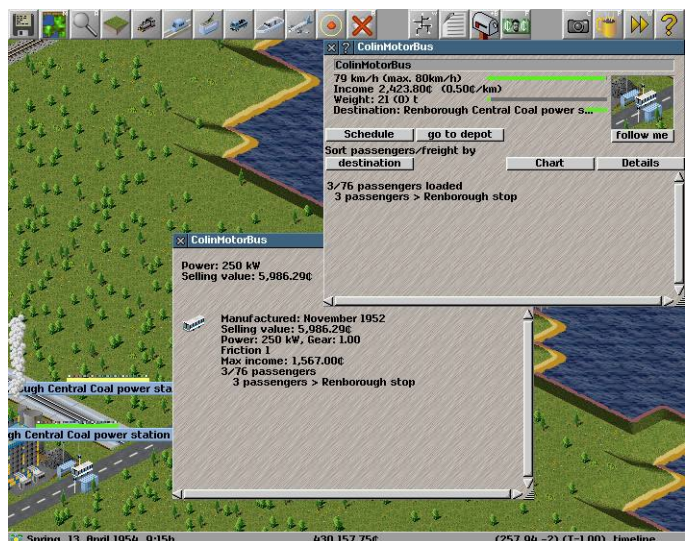 ColinMotorBus
ColinMotorBus
79 km/h (max. 80km/h)
Income 2,423.80¢ (0.50¢/km)
Weight: 21 (0) t
Destination: Renborough Central Coal power s...
follow me
Schedule
go to depot
Sort passengers/freight by
destination
Chart
Details
3/76 passengers loaded
3 passengers > Renborough stop
ColinMotorBus
Power: 250 kW
Selling value: 5,986.29¢
Manufactured: November 1952
Selling value: 5,986.29¢
Power: 250 kW, Gear: 1.00
Friction 1
Max income: 1,567.00¢
3/76 passengers
3 passengers > Renborough stop
ough Central Coal power sta
gh Central Coal power station
Spring, 13. April 1954, 9:15h
430,157.75¢
(257,94,-2) (T=1.00) timeline